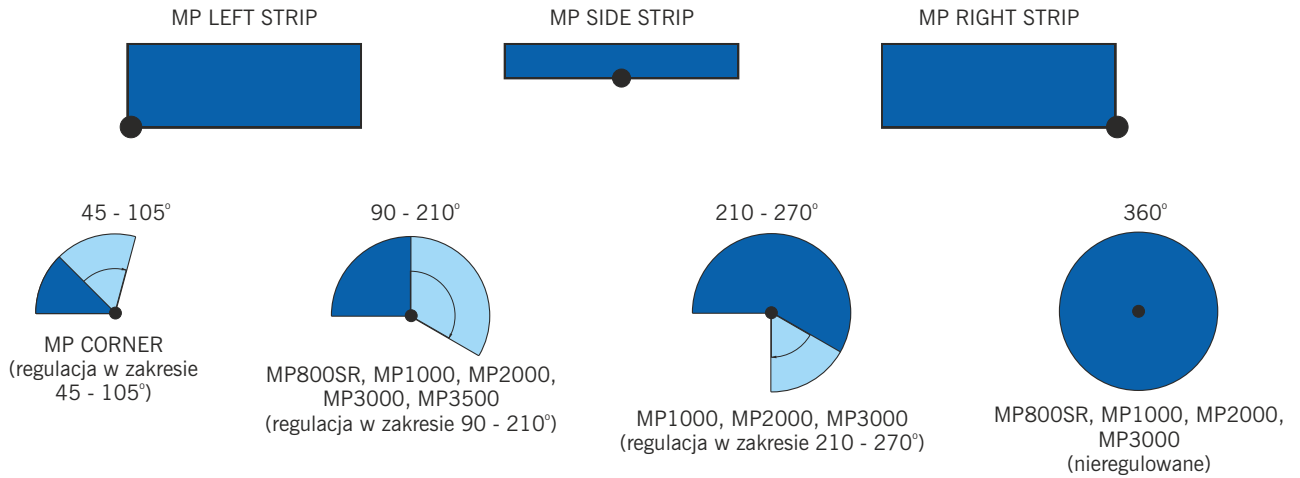 MP LEFT STRIP
MP SIDE STRIP
MP RIGHT STRIP
45 - 105°
90 - 210°
210 - 270°
360°
MP CORNER
(regulacja w zakresie
45 - 105°)
MP800SR, MP1000, MP2000,
MP3000, MP3500
(regulacja w zakresie 90 - 210°)
MP1000, MP2000, MP3000
(regulacja w zakresie 210 - 270°)
MP800SR, MP1000, MP2000,
MP3000
(nieregulowane)